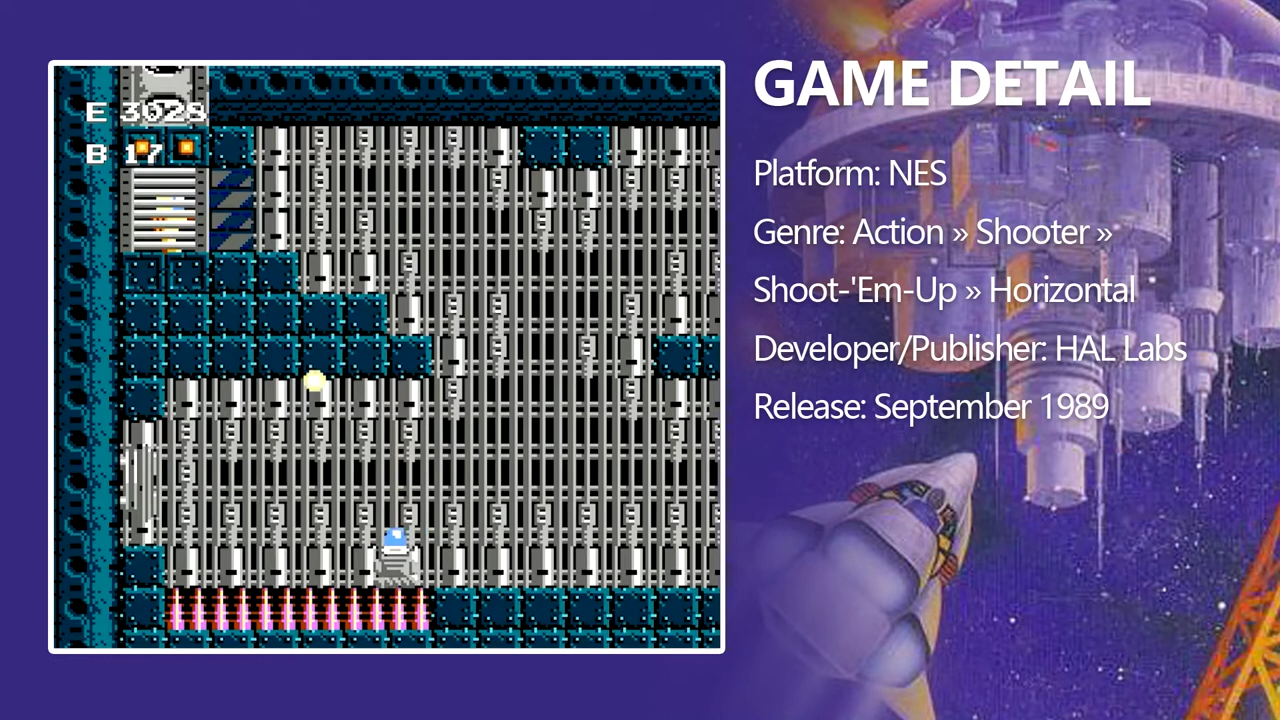 E 3028
B 17
GAME DETAIL
Platform: NES
Genre: Action » Shooter »
Shoot-'Em-Up » Horizontal
Developer/Publisher: HAL Labs
Release: September 1989